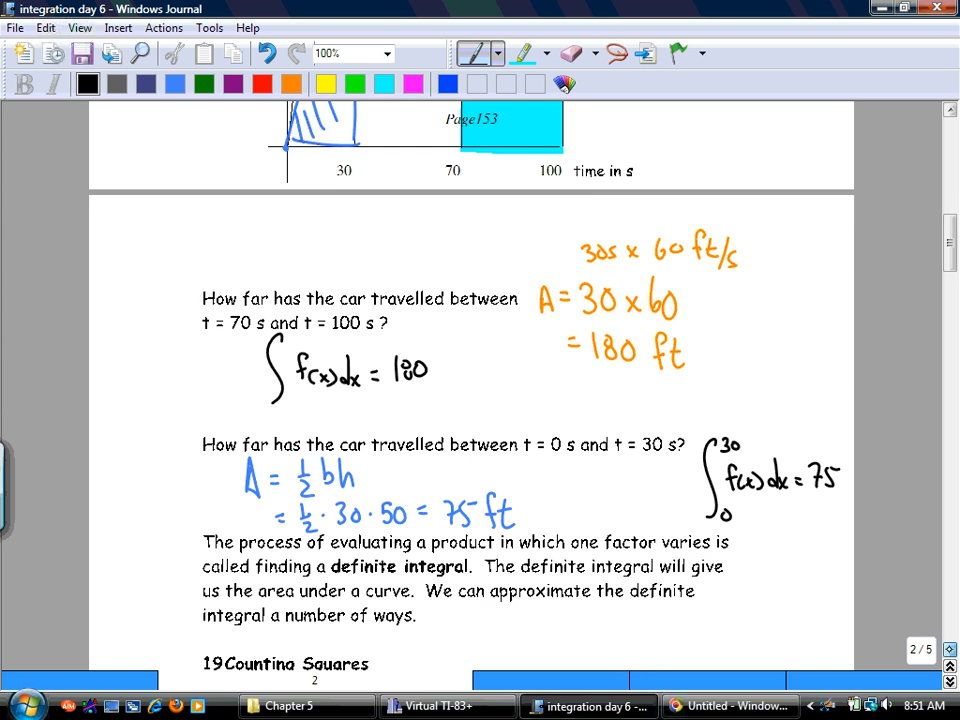 integration day 6 - Windows Journal
File Edit View Insert Actions Tools Help
100%
B I
Page153
30 70 100 time in s
30s x 60 ft/s
How far has the car travelled between
t = 70 s and t = 100 s ?
A = 30 x 60
= 180 ft
∫ f(x)dx = 180
How far has the car travelled between t = 0 s and t = 30 s?
A = 1/2 bh
= 1/2 · 30 · 50 = 75 ft
∫ 30 0 f(x) dx = 75
The process of evaluating a product in which one factor varies is
called finding a definite integral. The definite integral will give
us the area under a curve. We can approximate the definite
integral a number of ways.
19Counting Squares
2
2 / 5
Chapter 5
Virtual TI-83+
integration day 6 -...
Untitled - Window...
8:51 AM